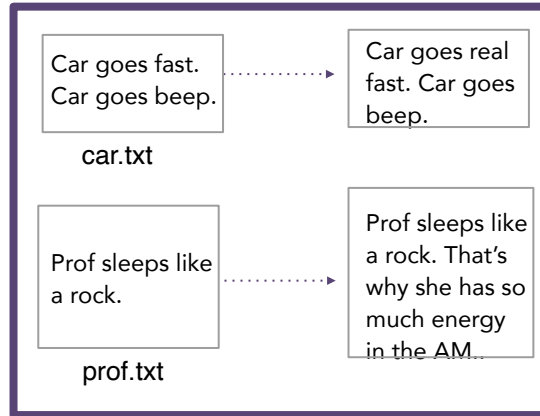 Car goes fast.
Car goes beep.
Car goes real
fast. Car goes
beep.
car.txt
Prof sleeps like
a rock.
Prof sleeps like
a rock. That's
why she has so
much energy
in the AM..
prof.txt